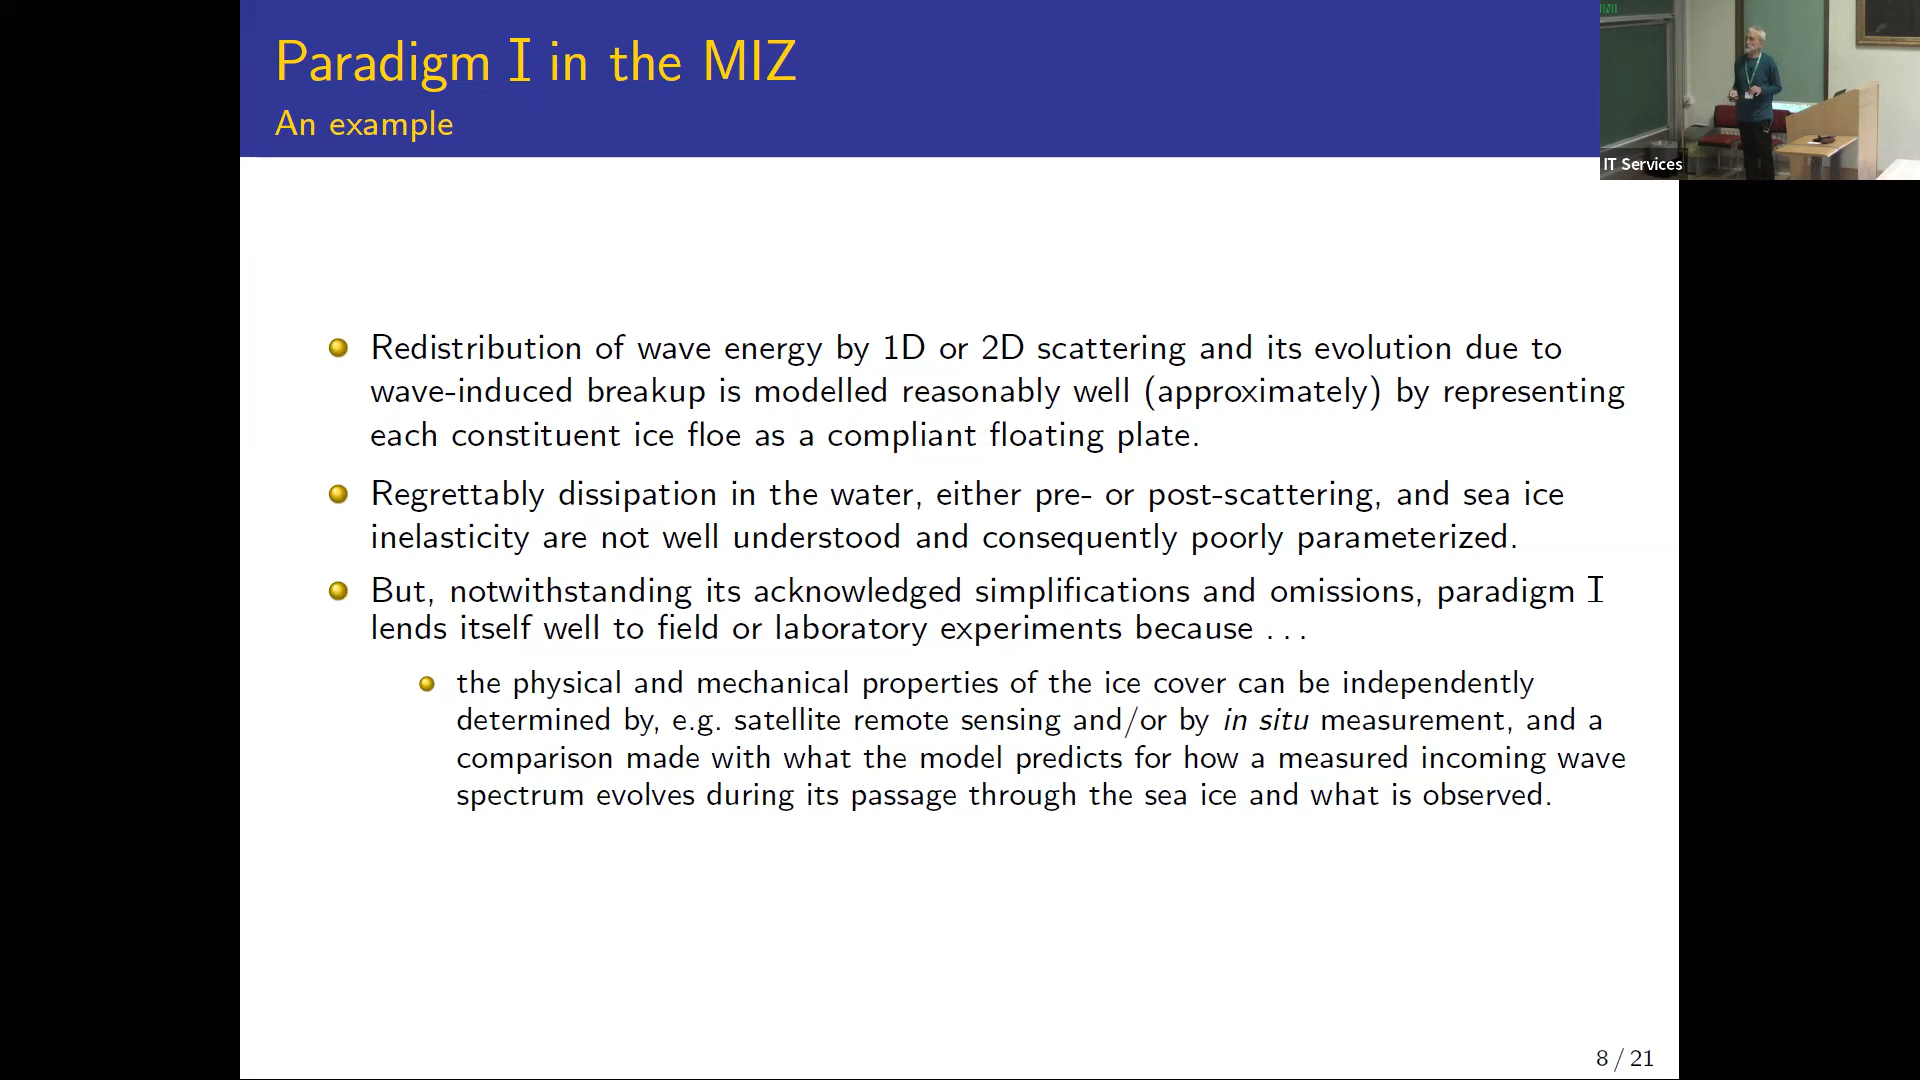 Paradigm I in the MIZ
An example
INI
IT Services
Redistribution of wave energy by 1D or 2D scattering and its evolution due to
wave-induced breakup is modelled reasonably well (approximately) by representing
each constituent ice floe as a compliant floating plate.
Regrettably dissipation in the water, either pre- or post-scattering, and sea ice
inelasticity are not well understood and consequently poorly parameterized.
But, notwithstanding its acknowledged simplifications and omissions, paradigm I
lends itself well to field or laboratory experiments because . . .
the physical and mechanical properties of the ice cover can be independently
determined by, e.g. satellite remote sensing and/or by in situ measurement, and a
comparison made with what the model predicts for how a measured incoming wave
spectrum evolves during its passage through the sea ice and what is observed.
8 / 21